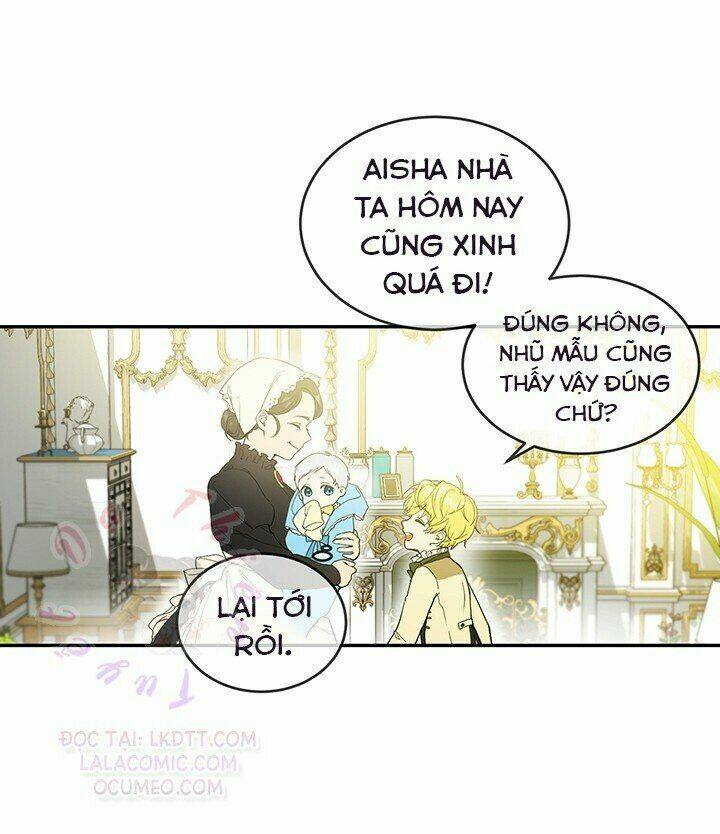 AISHA NHÀ
TA HÔM NAY
CŨNG XINH
QUÁ ĐI!
ĐÚNG KHÔNG,
NHŨ MẪU CŨNG
THẤY VẬY ĐÚNG
CHỨ?
LẠI TỚI
RỒI.
ĐỌC TẠI: LKDTT.COM
LALACOMIC.COM
OCUMEO.COM